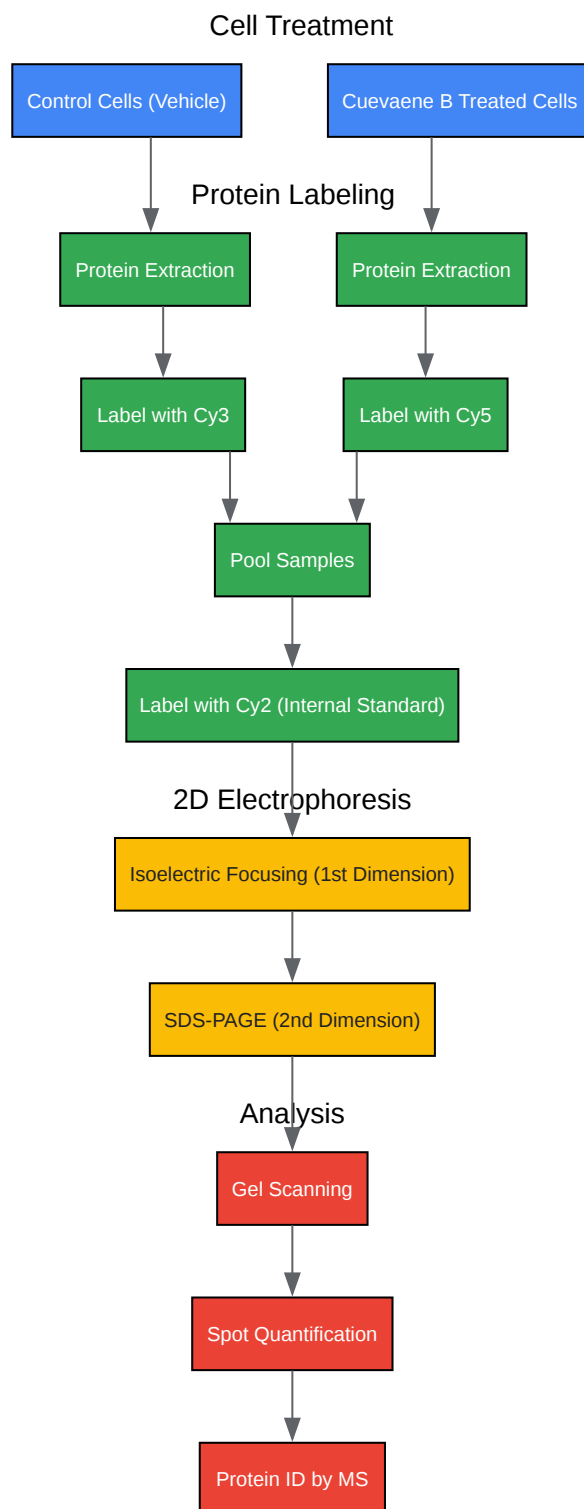 Cell Treatment
Control Cells (Vehicle)
Cuevaene B Treated Cells
Protein Labeling
Protein Extraction
Protein Extraction
Label with Cy3
Label with Cy5
Pool Samples
Label with Cy2 (Internal Standard)
2D Electrophoresis
Isoelectric Focusing (1st Dimension)
SDS-PAGE (2nd Dimension)
Analysis
Gel Scanning
Spot Quantification
Protein ID by MS